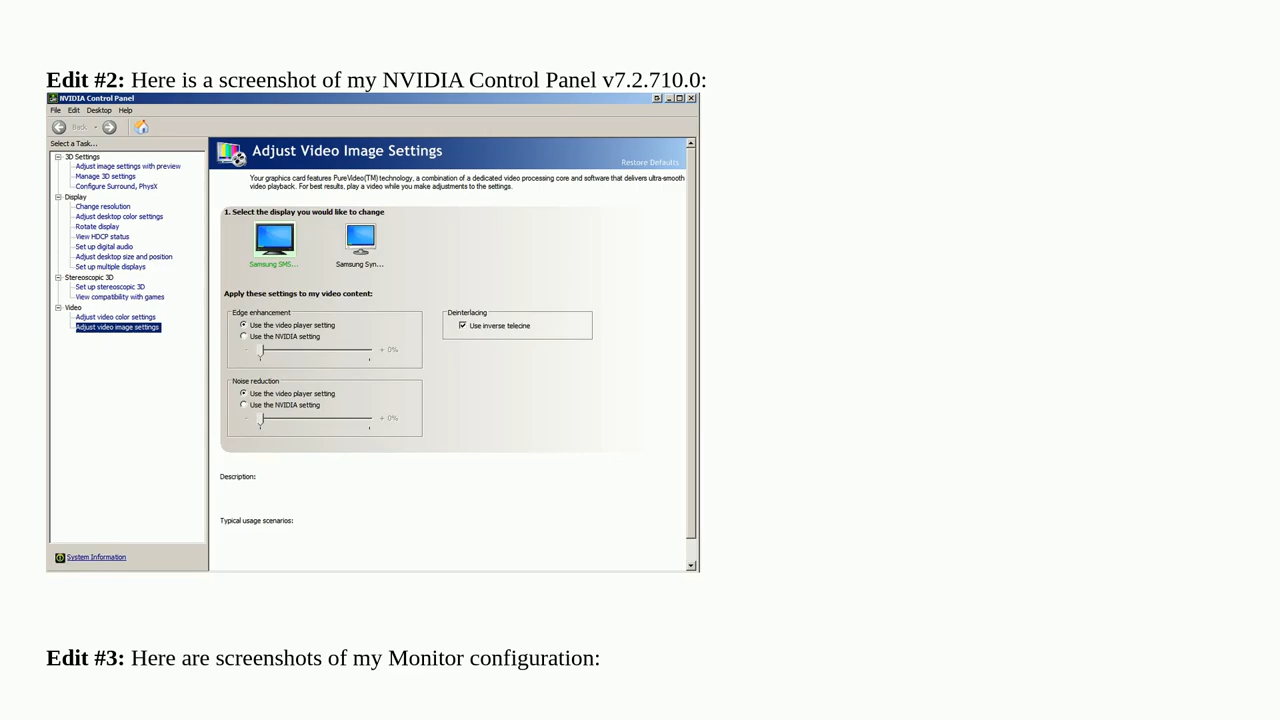 Edit #2: Here is a screenshot of my NVIDIA Control Panel v7.2.710.0:
NVIDIA Control Panel
File Edit Desktop Help
Back
Select a Task...
3D Settings
Adjust image settings with preview
Manage 3D settings
Configure Surround, PhysX
Display
Change resolution
Adjust desktop color settings
Rotate display
View HDCP status
Set up digital audio
Adjust desktop size and position
Set up multiple displays
Stereoscopic 3D
Set up stereoscopic 3D
View compatibility with games
Video
Adjust video color settings
Adjust video image settings
System Information
Adjust Video Image Settings
Restore Defaults
Your graphics card features PureVideo(TM) technology, a combination of a dedicated video processing core and software that delivers ultra-smooth
video playback. For best results, play a video while you make adjustments to the settings.
1. Select the display you would like to change
Samsung SMS... Samsung Syn...
Apply these settings to my video content:
Edge enhancement
Use the video player setting
Use the NVIDIA setting
- + 0%
Deinterlacing
Use inverse telecine
Noise reduction
Use the video player setting
Use the NVIDIA setting
- + 0%
Description:
Typical usage scenarios:
Edit #3: Here are screenshots of my Monitor configuration: